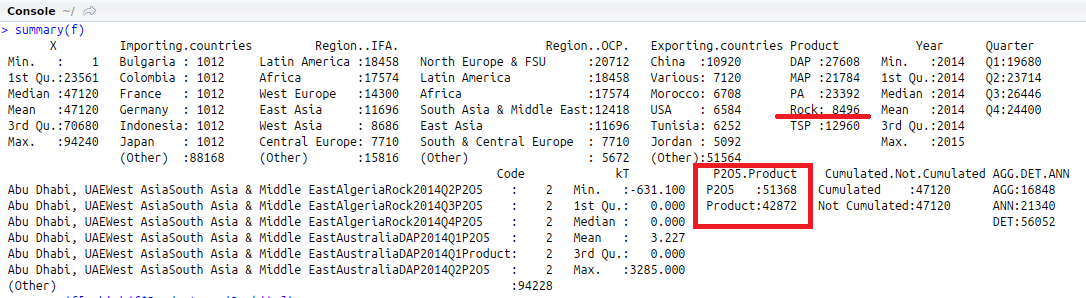 Console ~/
> summary(f)
X Importing.countries Region..IFA. Region..OCP. Exporting.countries Product Year Quarter
Min. : 1 Bulgaria : 1012 Latin America :18458 North Europe & FSU :20712 China :10920 DAP :27608 Min. :2014 Q1:19680
1st Qu.:23561 Colombia : 1012 Africa :17574 Latin America :18458 Various: 7120 MAP :21784 1st Qu.:2014 Q2:23714
Median :47120 France : 1012 West Europe :14300 Africa :17574 Morocco: 6708 PA :23392 Median :2014 Q3:26446
Mean :47120 Germany : 1012 East Asia :11696 South Asia & Middle East:12418 USA : 6584 Rock: 8496 Mean :2014 Q4:24400
3rd Qu.:70680 Indonesia: 1012 West Asia : 8686 East Asia :11696 Tunisia: 6252 TSP :12960 3rd Qu.:2014
Max. :94240 Japan : 1012 Central Europe: 7710 South & Central Europe : 7710 Jordan : 5092 Max. :2015
(Other) :88168 (Other) :15816 (Other) : 5672 (Other):51564
Code kT P2O5.Product Cumulated.Not.Cumulated AGG.DET.ANN
Abu Dhabi, UAEWest AsiaSouth Asia & Middle EastAlgeriaRock2014Q2P2O5 : 2 Min. :-631.100 P2O5 :51368 Cumulated :47120 AGG:16848
Abu Dhabi, UAEWest AsiaSouth Asia & Middle EastAlgeriaRock2014Q3P2O5 : 2 1st Qu.: 0.000 Product:42872 Not Cumulated:47120 ANN:21340
Abu Dhabi, UAEWest AsiaSouth Asia & Middle EastAlgeriaRock2014Q4P2O5 : 2 Median : 0.000 DET:56052
Abu Dhabi, UAEWest AsiaSouth Asia & Middle EastAustraliaDAP2014Q1P2O5 : 2 Mean : 3.227
Abu Dhabi, UAEWest AsiaSouth Asia & Middle EastAustraliaDAP2014Q1Product: 2 3rd Qu.: 0.000
Abu Dhabi, UAEWest AsiaSouth Asia & Middle EastAustraliaDAP2014Q2P2O5 : 2 Max. :3285.000
(Other) :94228